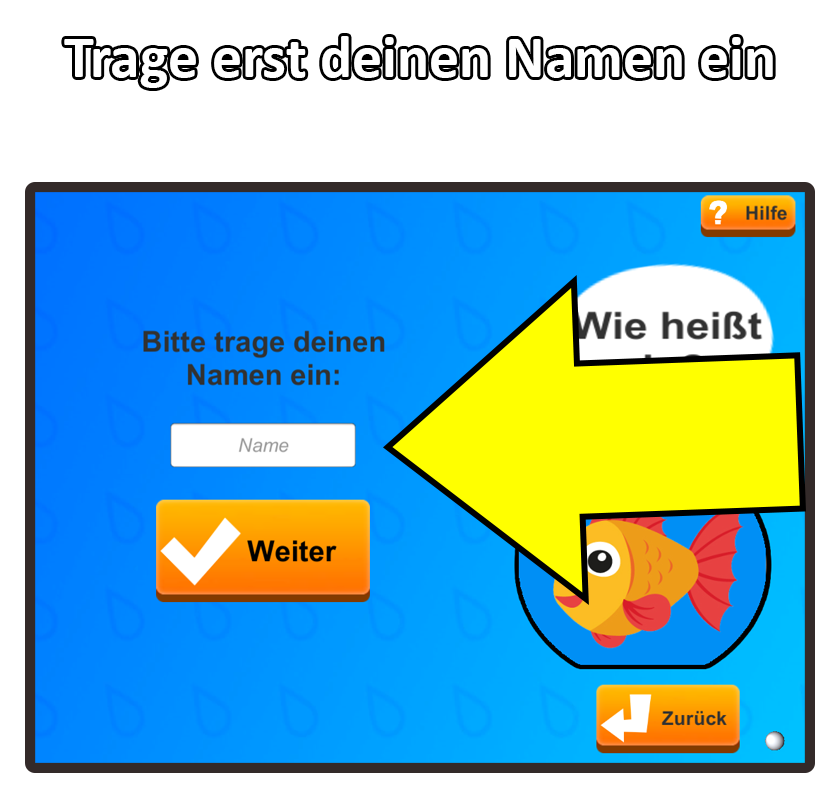 Trage erst deinen Namen ein
Hilfe
Wie heißt
Bitte trage deinen
Namen ein:
Name
Weiter
Zurück